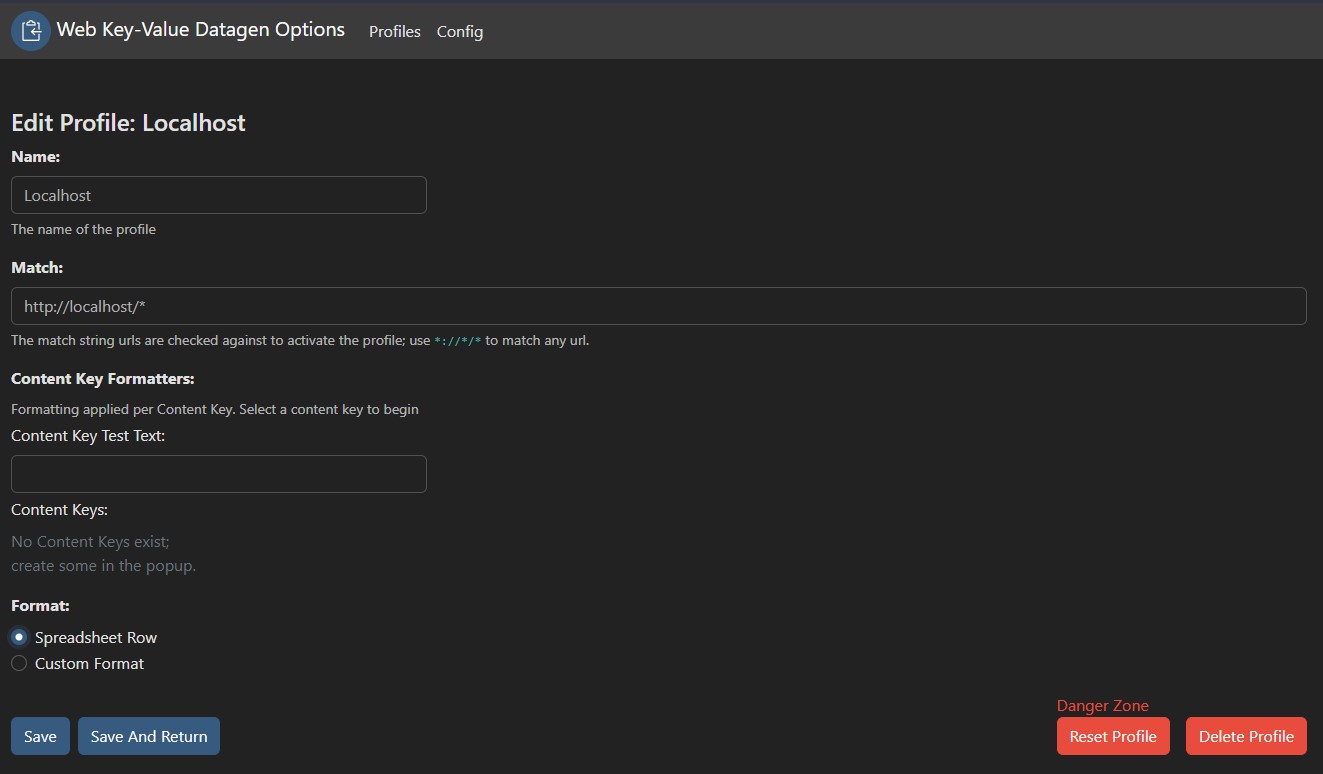 Web Key-Value Datagen Options
Profiles
Config
Edit Profile: Localhost
Name:
Localhost
The name of the profile
Match:
http://localhost/*
The match string urls are checked against to activate the profile; use *://*/* to match any url.
Content Key Formatters:
Formatting applied per Content Key. Select a content key to begin
Content Key Test Text:
Content Keys:
No Content Keys exist;
create some in the popup.
Format:
Spreadsheet Row
Custom Format
Danger Zone
Save
Save And Return
Reset Profile
Delete Profile